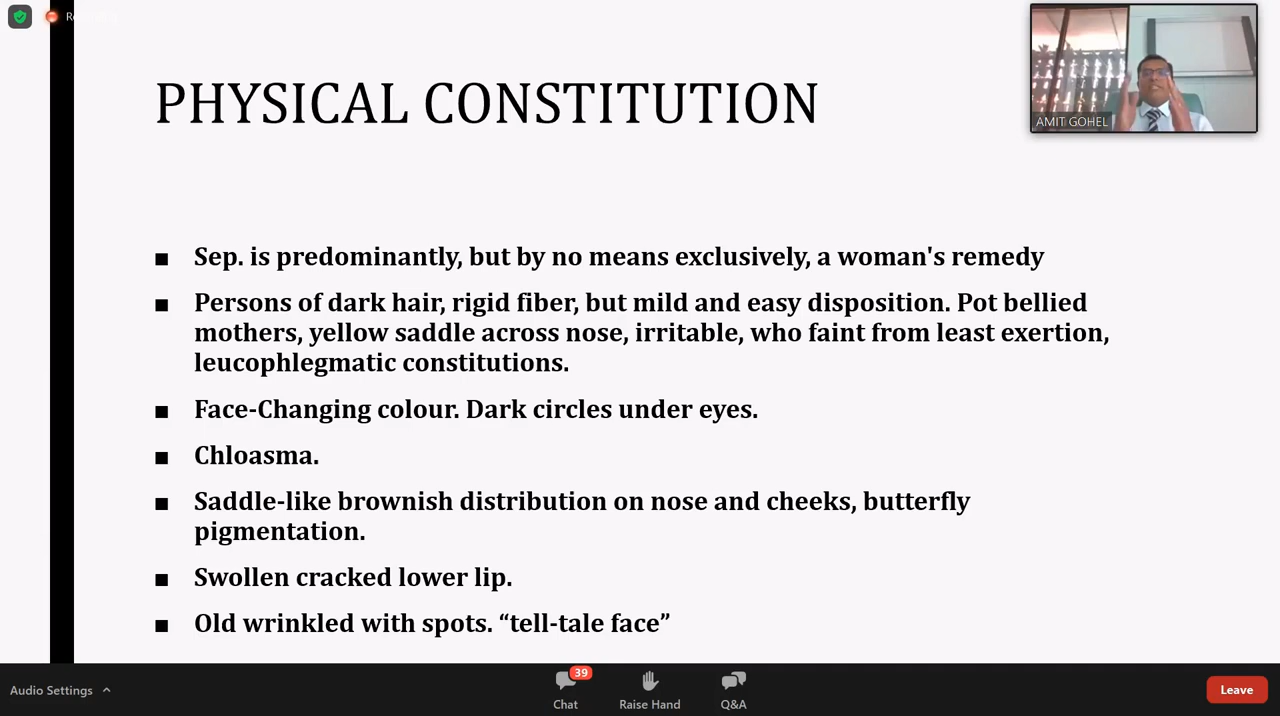 PHYSICAL CONSTITUTION
AMIT GOHEL
■ Sep. is predominantly, but by no means exclusively, a woman's remedy
■ Persons of dark hair, rigid fiber, but mild and easy disposition. Pot bellied
mothers, yellow saddle across nose, irritable, who faint from least exertion,
leucophlegmatic constitutions.
■ Face-Changing colour. Dark circles under eyes.
■ Chloasma.
■ Saddle-like brownish distribution on nose and cheeks, butterfly
pigmentation.
■ Swollen cracked lower lip.
■ Old wrinkled with spots. “tell-tale face”
Audio Settings
39
Chat
Raise Hand
Q&A
Leave